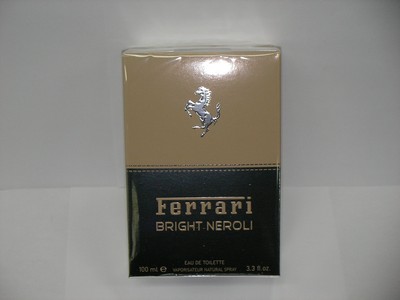 Ferrari
BRIGHT NEROLI
EAU DE TOILETTE
100 ml e VAPORISATEUR NATURAL SPRAY 3.3 fl.oz.